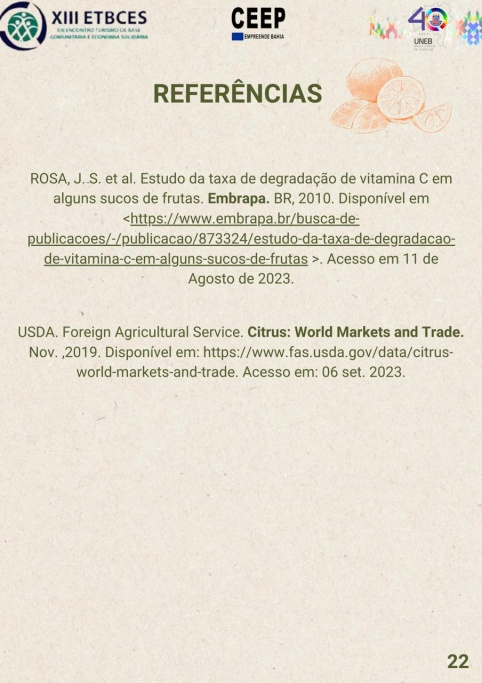 XIII ETBCES
XIII ENCONTRO TURISMO DE BASE
COMUNITÁRIA E ECONOMIA SOLIDÁRIA
CEEP
EMPREENDE BAHIA
40
UNEB
REFERÊNCIAS
ROSA, J..S. et al. Estudo da taxa de degradação de vitamina C em
alguns sucos de frutas. Embrapa. BR, 2010. Disponível em
<https://www.embrapa.br/busca-de-
publicacoes/-/publicacao/873324/estudo-da-taxa-de-degradacao-
de-vitamina-c-em-alguns-sucos-de-frutas >. Acesso em 11 de
Agosto de 2023.
USDA. Foreign Agricultural Service. Citrus: World Markets and Trade.
Nov. ,2019. Disponível em: https://www.fas.usda.gov/data/citrus-
world-markets-and-trade. Acesso em: 06 set. 2023.
22